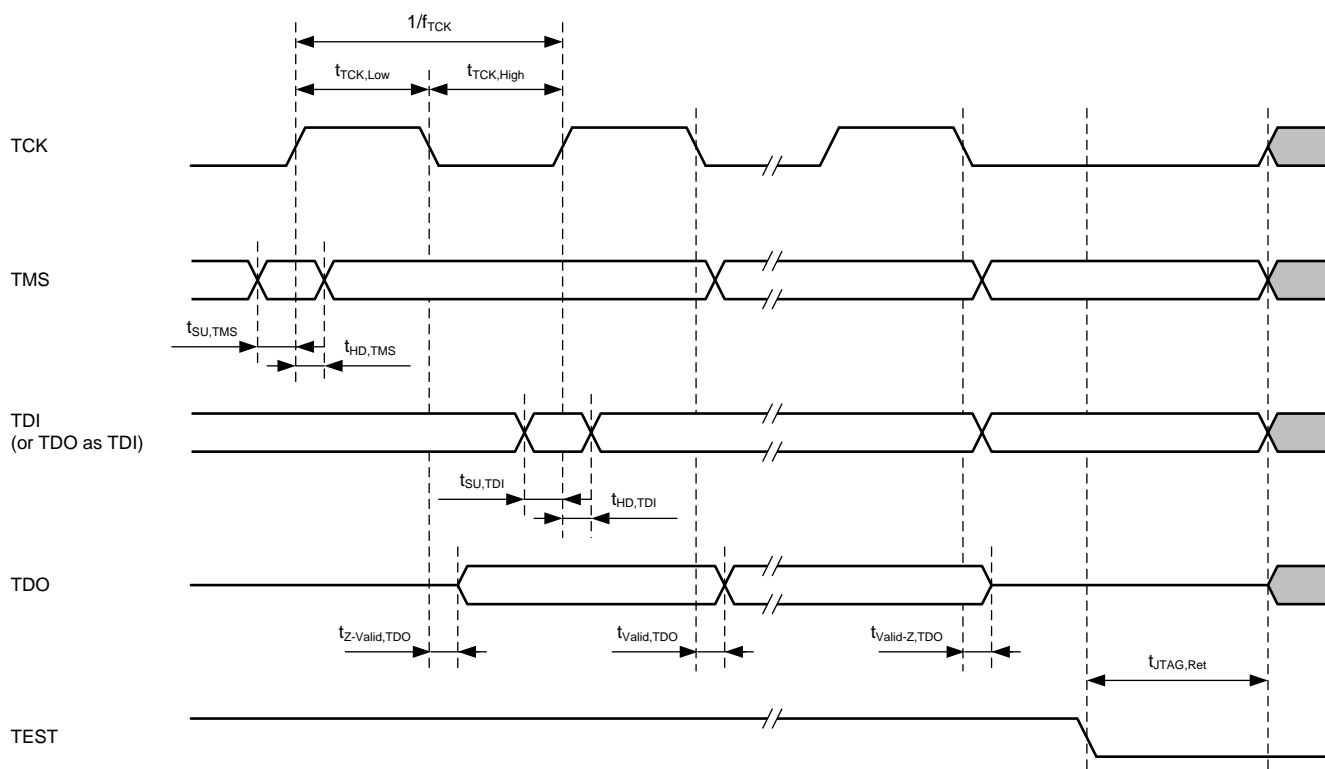 1/fTCK
tTCK,Low
tTCK,High
TCK
TMS
tSU,TMS
tHD,TMS
TDI
(or TDO as TDI)
tSU,TDI
tHD,TDI
TDO
tZ-Valid,TDO
tValid,TDO
tValid-Z,TDO
tJTAG,Ret
TEST